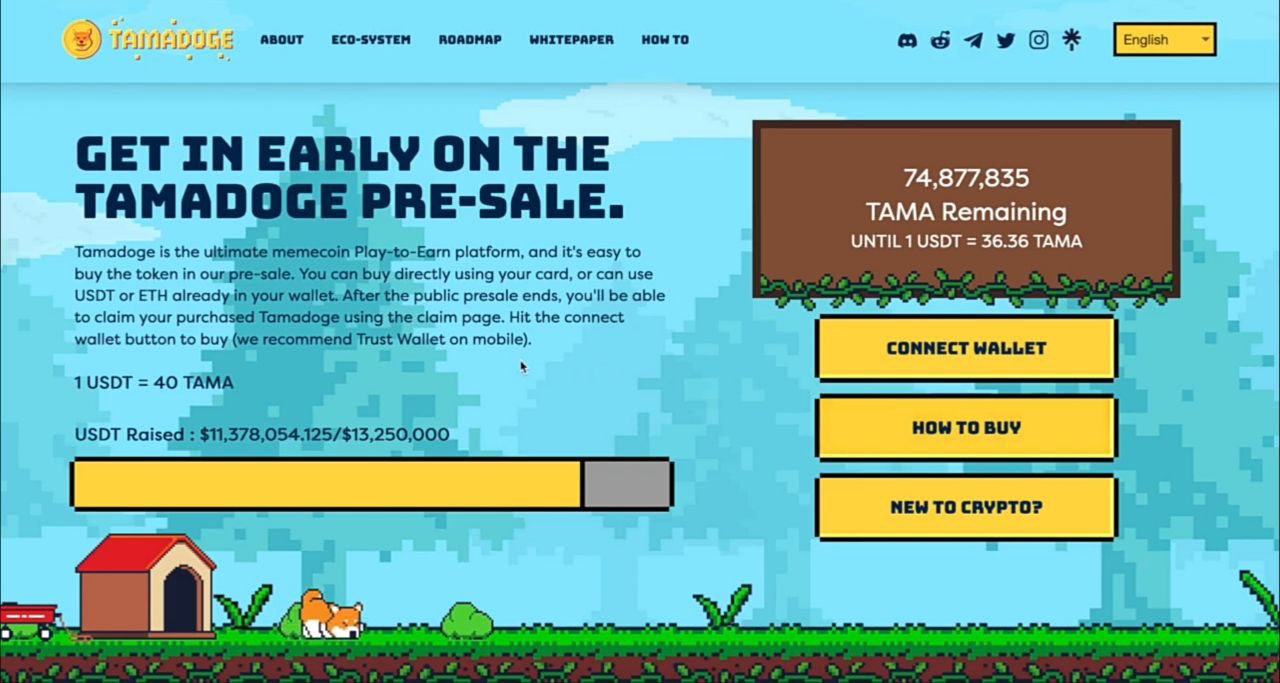 TAMADOGE
ABOUT
ECO-SYSTEM
ROADMAP
WHITEPAPER
HOW TO
English
GET IN EARLY ON THE
TAMADOGE PRE-SALE.
Tamadoge is the ultimate memecoin Play-to-Earn platform, and it's easy to
buy the token in our pre-sale. You can buy directly using your card, or can use
USDT or ETH already in your wallet. After the public presale ends, you'll be able
to claim your purchased Tamadoge using the claim page. Hit the connect
wallet button to buy (we recommend Trust Wallet on mobile).
1 USDT = 40 TAMA
USDT Raised : $11,378,054.125/$13,250,000
74,877,835
TAMA Remaining
UNTIL 1 USDT = 36.36 TAMA
CONNECT WALLET
HOW TO BUY
NEW TO CRYPTO?